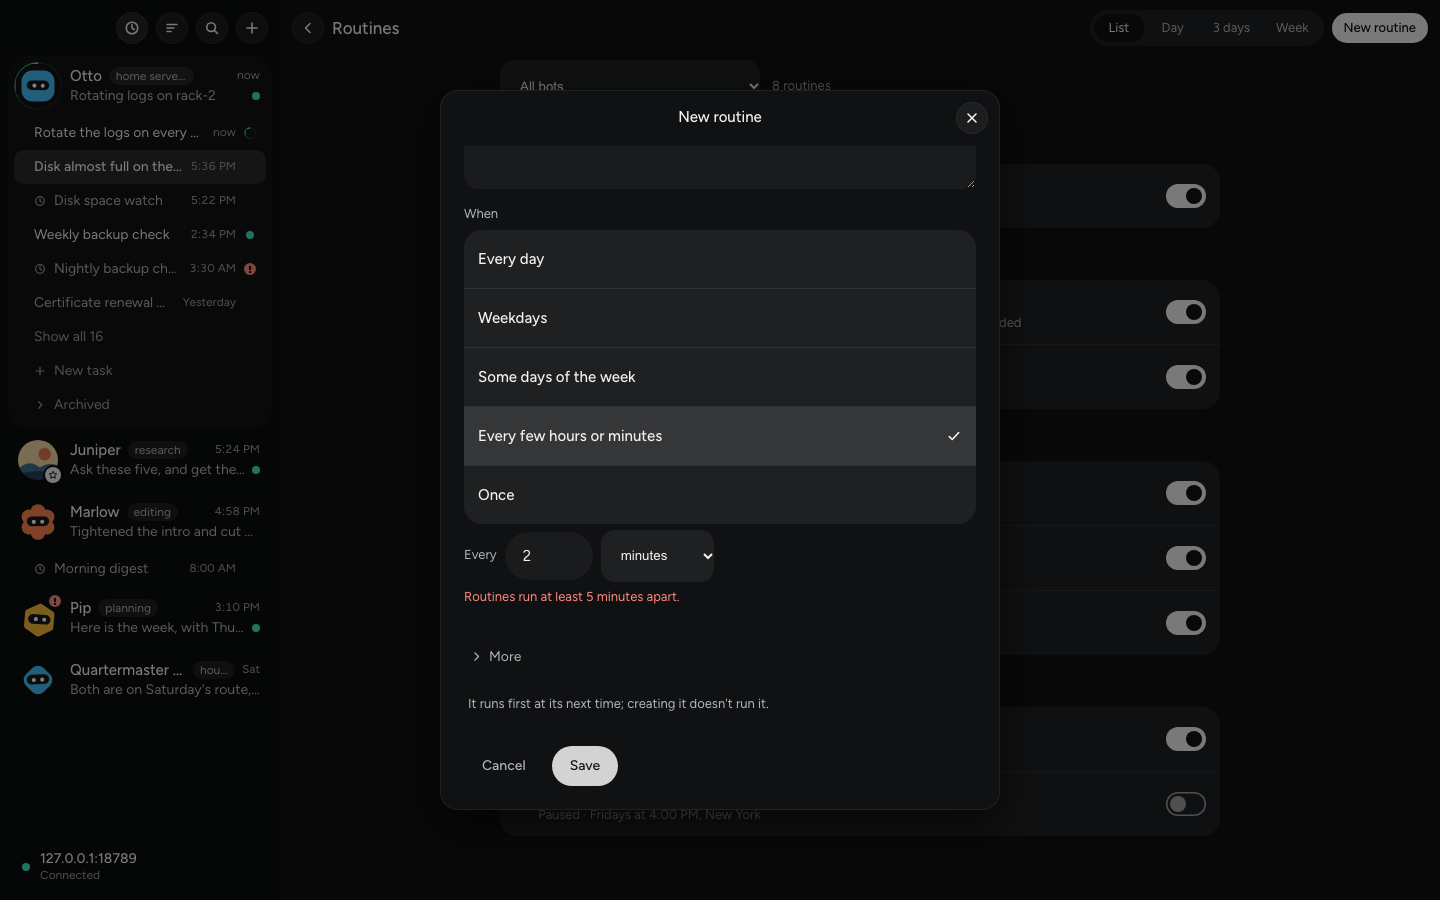 Routines
List
Day
3 days
Week
New routine
Otto
home serve...
now
Rotating logs on rack-2
Rotate the logs on every ...
now
Disk almost full on the...
5:36 PM
Disk space watch
5:22 PM
Weekly backup check
2:34 PM
Nightly backup ch...
3:30 AM
Certificate renewal ...
Yesterday
Show all 16
New task
Archived
Juniper
research
5:24 PM
Ask these five, and get the...
Marlow
editing
4:58 PM
Tightened the intro and cut ...
Morning digest
8:00 AM
Pip
planning
3:10 PM
Here is the week, with Thu...
Quartermaster ...
hou...
Sat
Both are on Saturday's route,...
127.0.0.1:18789
Connected
All bots
8 routines
New routine
When
Every day
Weekdays
Some days of the week
Every few hours or minutes
Once
Every
2
minutes
Routines run at least 5 minutes apart.
More
It runs first at its next time; creating it doesn't run it.
Cancel
Save
ded
Paused · Fridays at 4:00 PM, New York